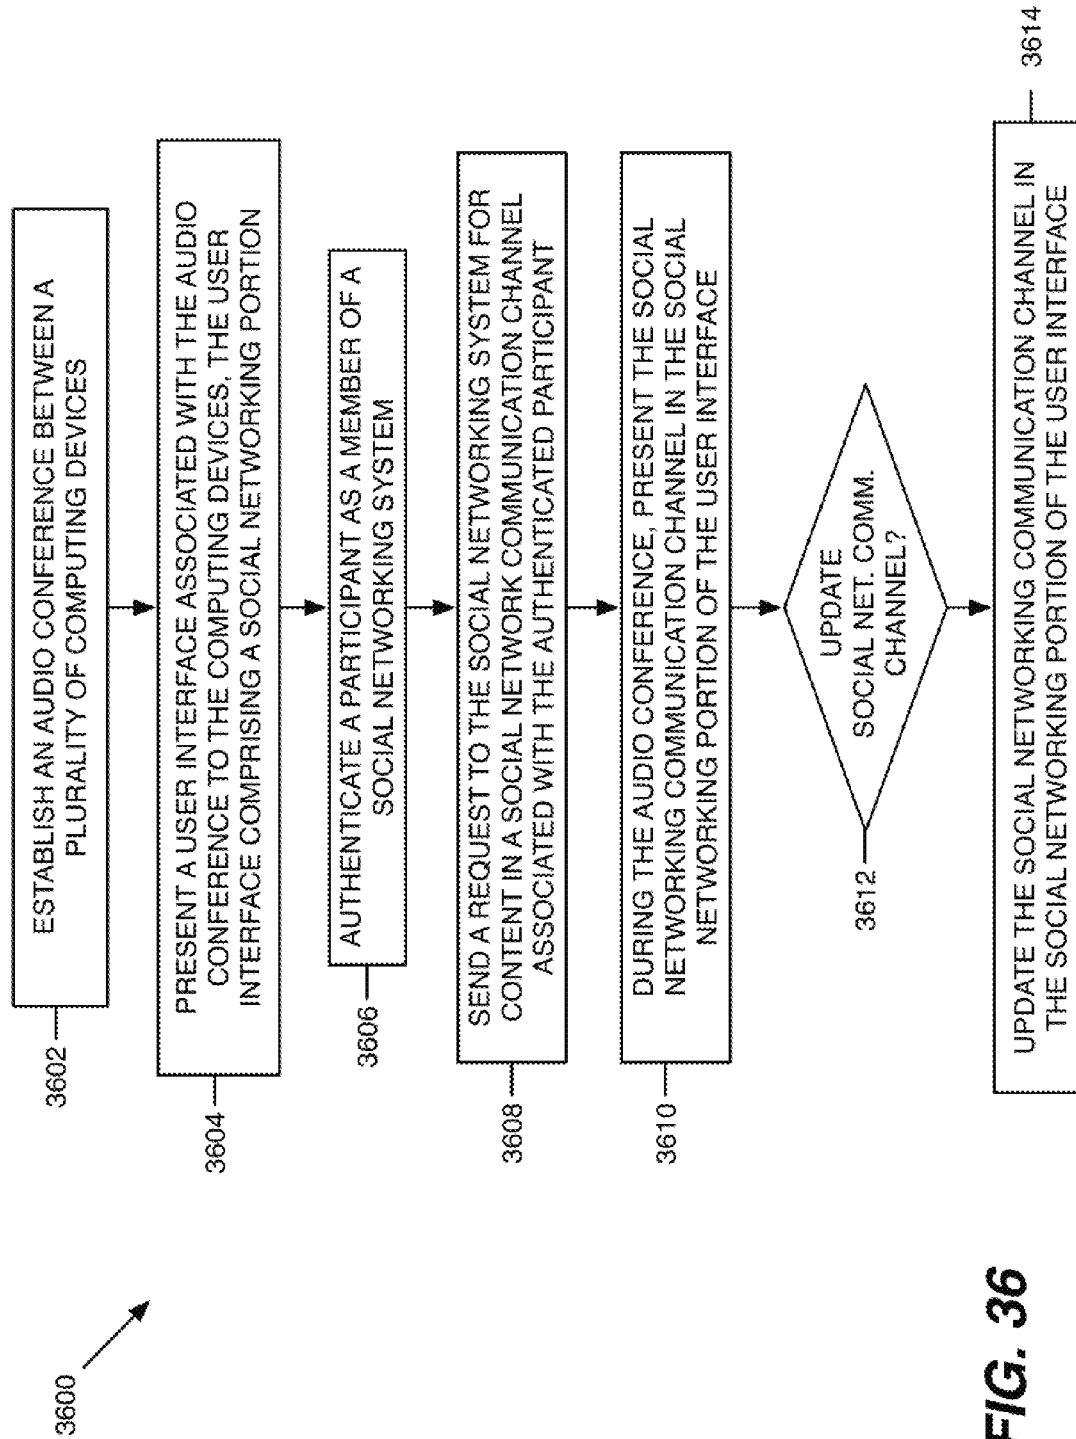 3600
3602
ESTABLISH AN AUDIO CONFERENCE BETWEEN A
PLURALITY OF COMPUTING DEVICES
3604
PRESENT A USER INTERFACE ASSOCIATED WITH THE AUDIO
CONFERENCE TO THE COMPUTING DEVICES, THE USER
INTERFACE COMPRISING A SOCIAL NETWORKING PORTION
3606
AUTHENTICATE A PARTICIPANT AS A MEMBER OF A
SOCIAL NETWORKING SYSTEM
3608
SEND A REQUEST TO THE SOCIAL NETWORKING SYSTEM FOR
CONTENT IN A SOCIAL NETWORK COMMUNICATION CHANNEL
ASSOCIATED WITH THE AUTHENTICATED PARTICIPANT
3610
DURING THE AUDIO CONFERENCE, PRESENT THE SOCIAL
NETWORKING COMMUNICATION CHANNEL IN THE SOCIAL
NETWORKING PORTION OF THE USER INTERFACE
3612
UPDATE
SOCIAL NET. COMM.
CHANNEL?
3614
UPDATE THE SOCIAL NETWORKING COMMUNICATION CHANNEL IN
THE SOCIAL NETWORKING PORTION OF THE USER INTERFACE
FIG. 36